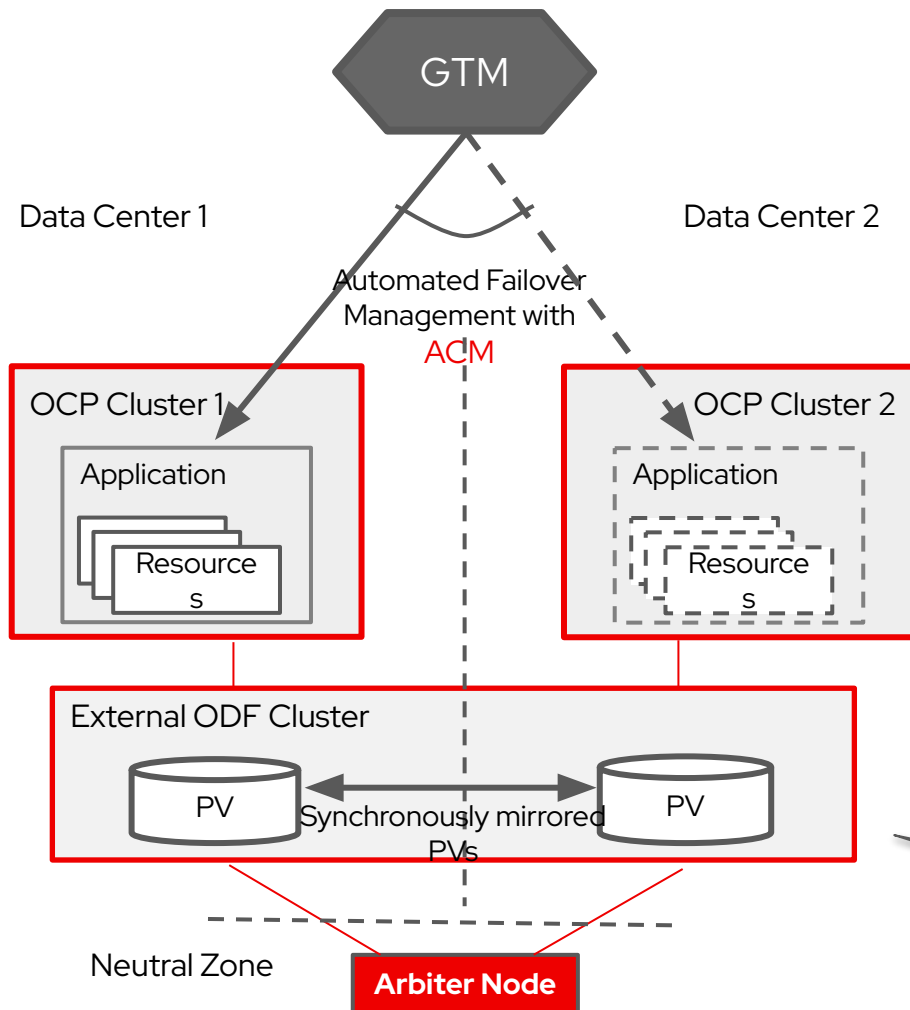 GTM
Data Center 1
Data Center 2
Automated Failover
Management with
ACM
OCP Cluster 1
OCP Cluster 2
Application
Application
Resource
s
Resource
s
External ODF Cluster
PV
PV
Synchronously mirrored
PVs
Neutral Zone
Arbiter Node